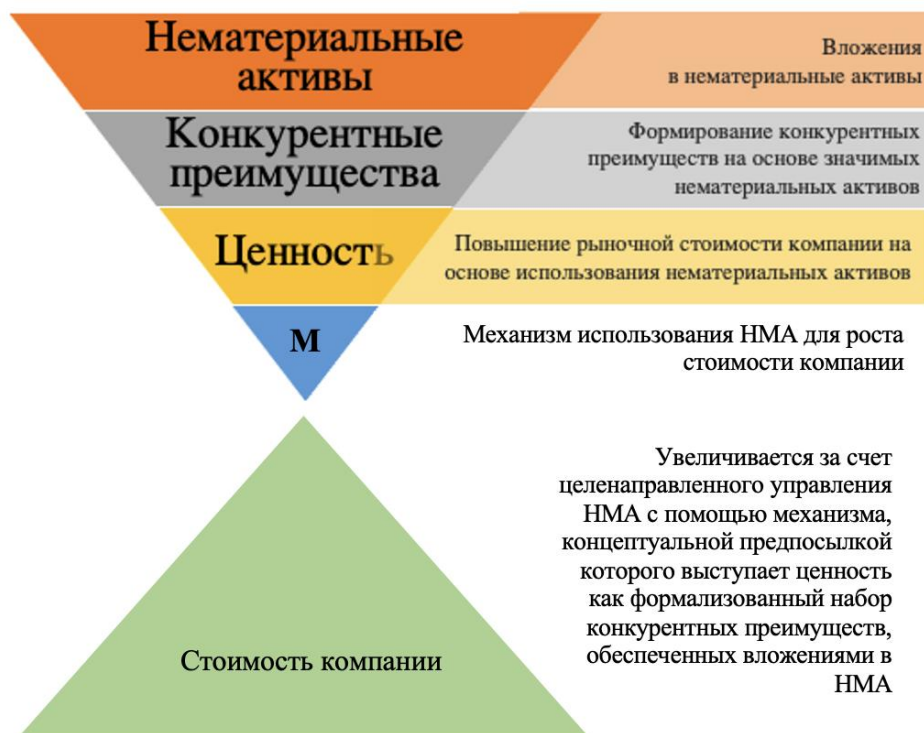 Нематериальные
активы
Вложения
в нематериальные активы
Конкурентные
преимущества
Формирование конкурентных
преимуществ на основе значимых
нематериальных активов
Ценность
Повышение рыночной стоимости компании на
основе использования нематериальных активов
М
Механизм использования НМА для роста
стоимости компании
Увеличивается за счет
целенаправленного управления
НМА с помощью механизма,
концептуальной предпосылкой
которого выступает ценность
как формализованный набор
конкурентных преимуществ,
обеспеченных вложениями в
НМА
Стоимость компании